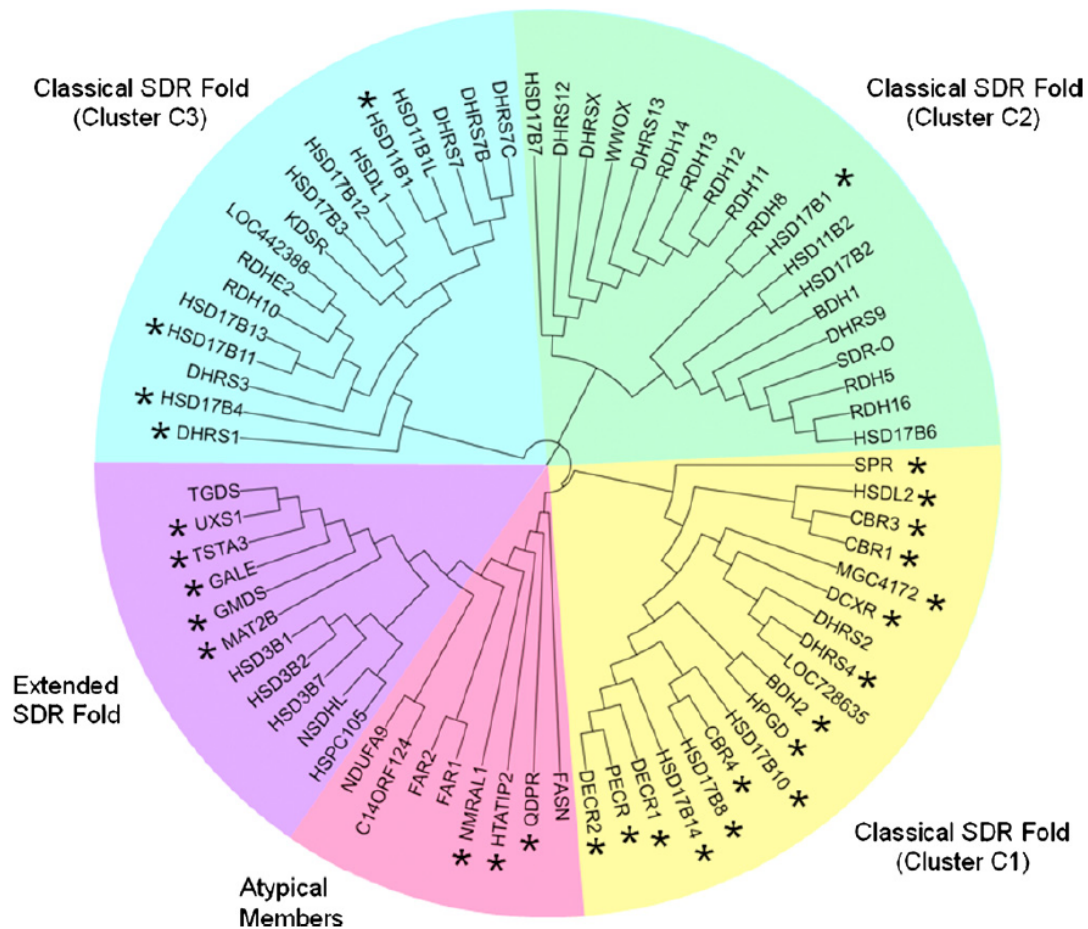 Classical SDR Fold
(Cluster C3)
Classical SDR Fold
(Cluster C2)
HSD17B7
DHRS12
DHRSX
WWOX
DHRS13
RDH14
RDH13
RDH12
RDH11
RDH8
HSD17B1 *
HSD11B2
HSD17B2
BDH1
DHRS9
SDR-O
RDH5
RDH16
HSD17B6
SPR *
HSDL2 *
CBR3 *
CBR1 *
MGC4172 *
DCXR *
DHRS2
DHRS4 *
LOC728635
BDH2 *
HPGD *
HSD17B10 *
CBR4 *
HSD17B8 *
HSD17B14 *
DECR1 *
PECR *
DECR2 *
Classical SDR Fold
(Cluster C1)
FASN
* QDPR
* HTATIP2
* NMRAL1
FAR1
FAR2
C14ORF124
NDUFA9
Atypical
Members
HSPC105
NSDHL
HSD3B7
HSD3B2
HSD3B1
* MAT2B
* GMDS
* GALE
* TSTA3
* UXS1
TGDS
Extended
SDR Fold
* DHRS1
* HSD17B4
DHRS3
* HSD17B11
HSD17B13
RDH10
RDHE2
LOC442388
KDSR
HSD17B3
HSD17B12
HSDL1
* HSD11B1
HSD11B1L
DHRS7
DHRS7B
DHRS7C